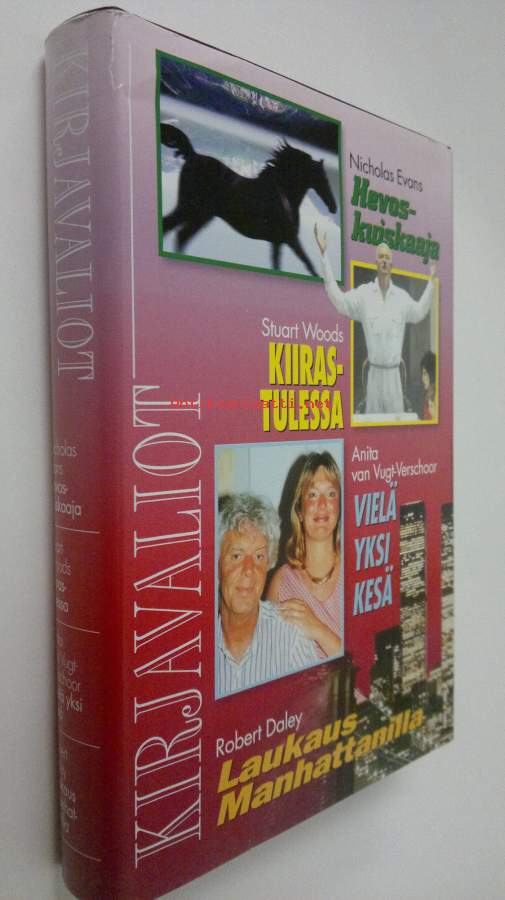 KIRJAVALIOT
KIRJAVALIOT
Nicholas Evans
Hevos-
kuiskaaja
Stuart Woods
KIIRAS-
TULESSA
Anita
van Vugt-Verschoor
VIELÄ
YKSI
KESÄ
Robert Daley
Laukaus
Manhattanilla